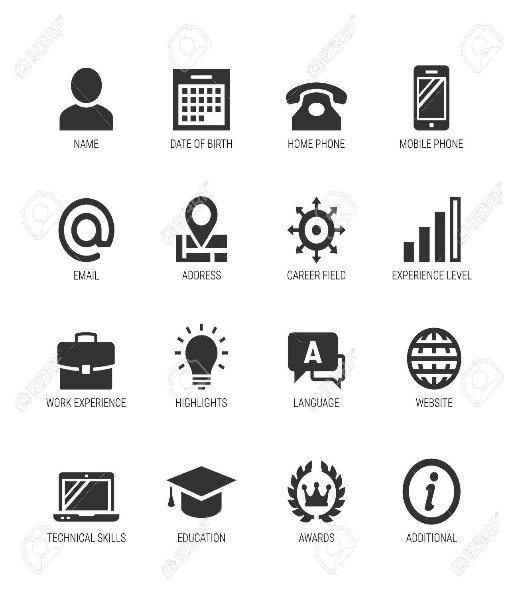 NAME
DATE OF BIRTH
HOME PHONE
MOBILE PHONE
EMAIL
ADDRESS
CAREER FIELD
EXPERIENCE LEVEL
WORK EXPERIENCE
HIGHLIGHTS
A
LANGUAGE
WEBSITE
TECHNICAL SKILLS
EDUCATION
AWARDS
i
ADDITIONAL